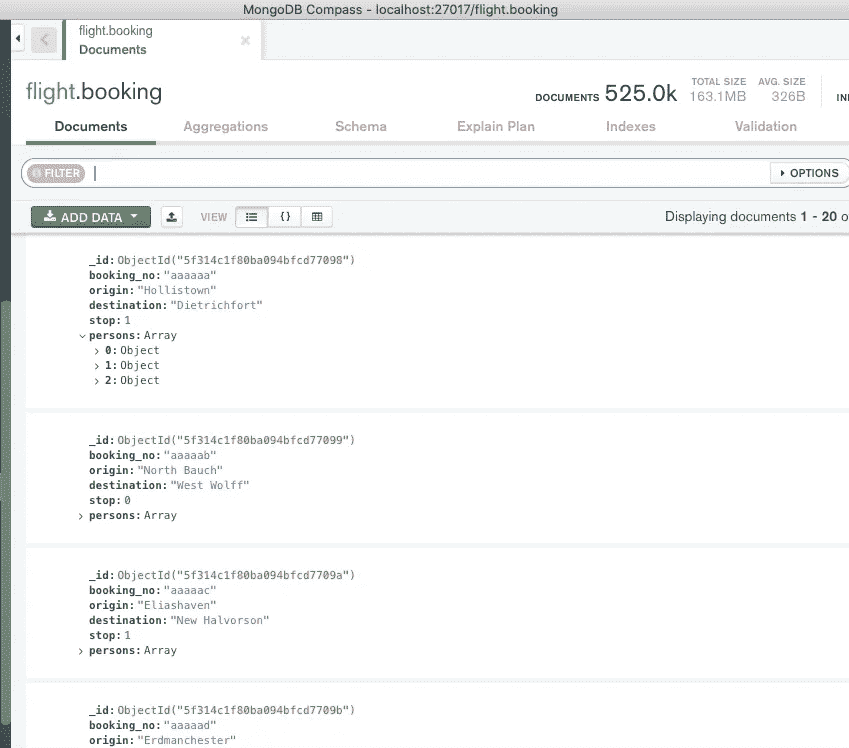 MongoDB Compass - localhost:27017/flight.booking
flight.booking
Documents
flight.booking
DOCUMENTS 525.0k
TOTAL SIZE
163.1MB
AVG. SIZE
326B
Documents Aggregations Schema Explain Plan Indexes Validation
FILTER
OPTIONS
ADD DATA
VIEW
{}
Displaying documents 1 - 20 o
_id: ObjectId("5f314c1f80ba094bfcd77098")
booking_no: "aaaaaa"
origin: "Hollistown"
destination: "Dietrichfort"
stop: 1
persons: Array
0: Object
1: Object
2: Object
_id: ObjectId("5f314c1f80ba094bfcd77099")
booking_no: "aaaaab"
origin: "North Bauch"
destination: "West Wolff"
stop: 0
persons: Array
_id: ObjectId("5f314c1f80ba094bfcd7709a")
booking_no: "aaaaac"
origin: "Eliashaven"
destination: "New Halvorson"
stop: 1
persons: Array
_id: ObjectId("5f314c1f80ba094bfcd7709b")
booking_no: "aaaaad"
origin: "Erdmanchester"